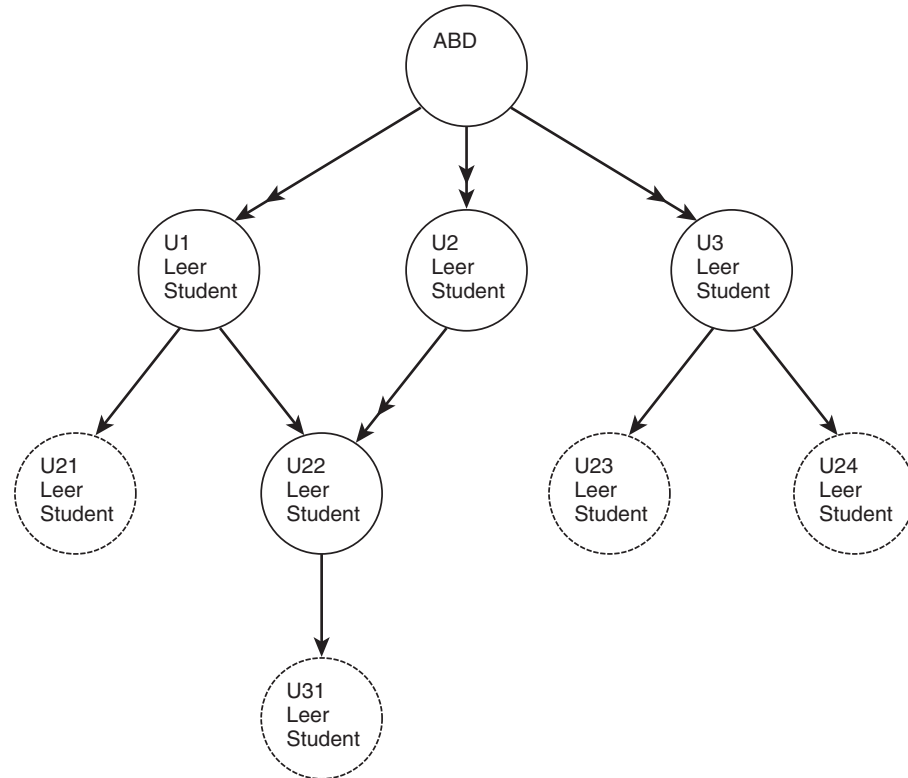 ABD
U1
Leer
Student
U2
Leer
Student
U3
Leer
Student
U21
Leer
Student
U22
Leer
Student
U23
Leer
Student
U24
Leer
Student
U31
Leer
Student